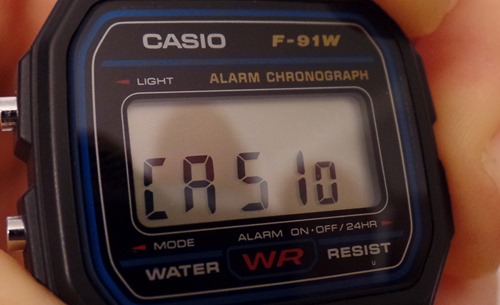 CASIO F-91W
LIGHT ALARM CHRONOGRAPH
CASIo
MODE ALARM ON·OFF/24HR
WATER WR RESIST
U